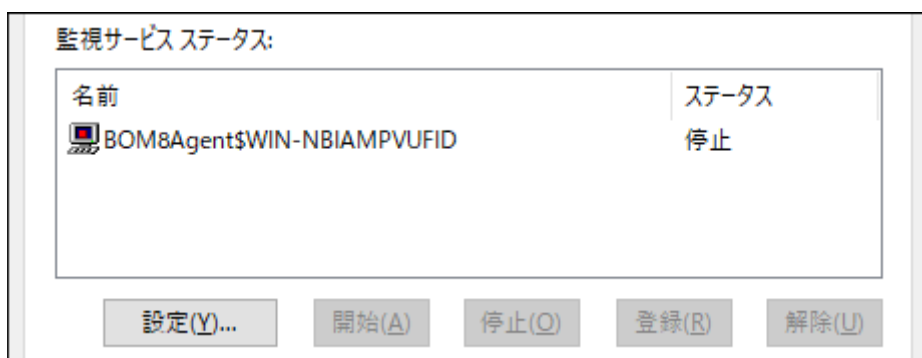 監視サービス ステータス:
名前 ステータス
BOM8Agent$WIN-NBIAMPVUFID 停止
設定(Y)... 開始(A) 停止(O) 登録(R) 解除(U)